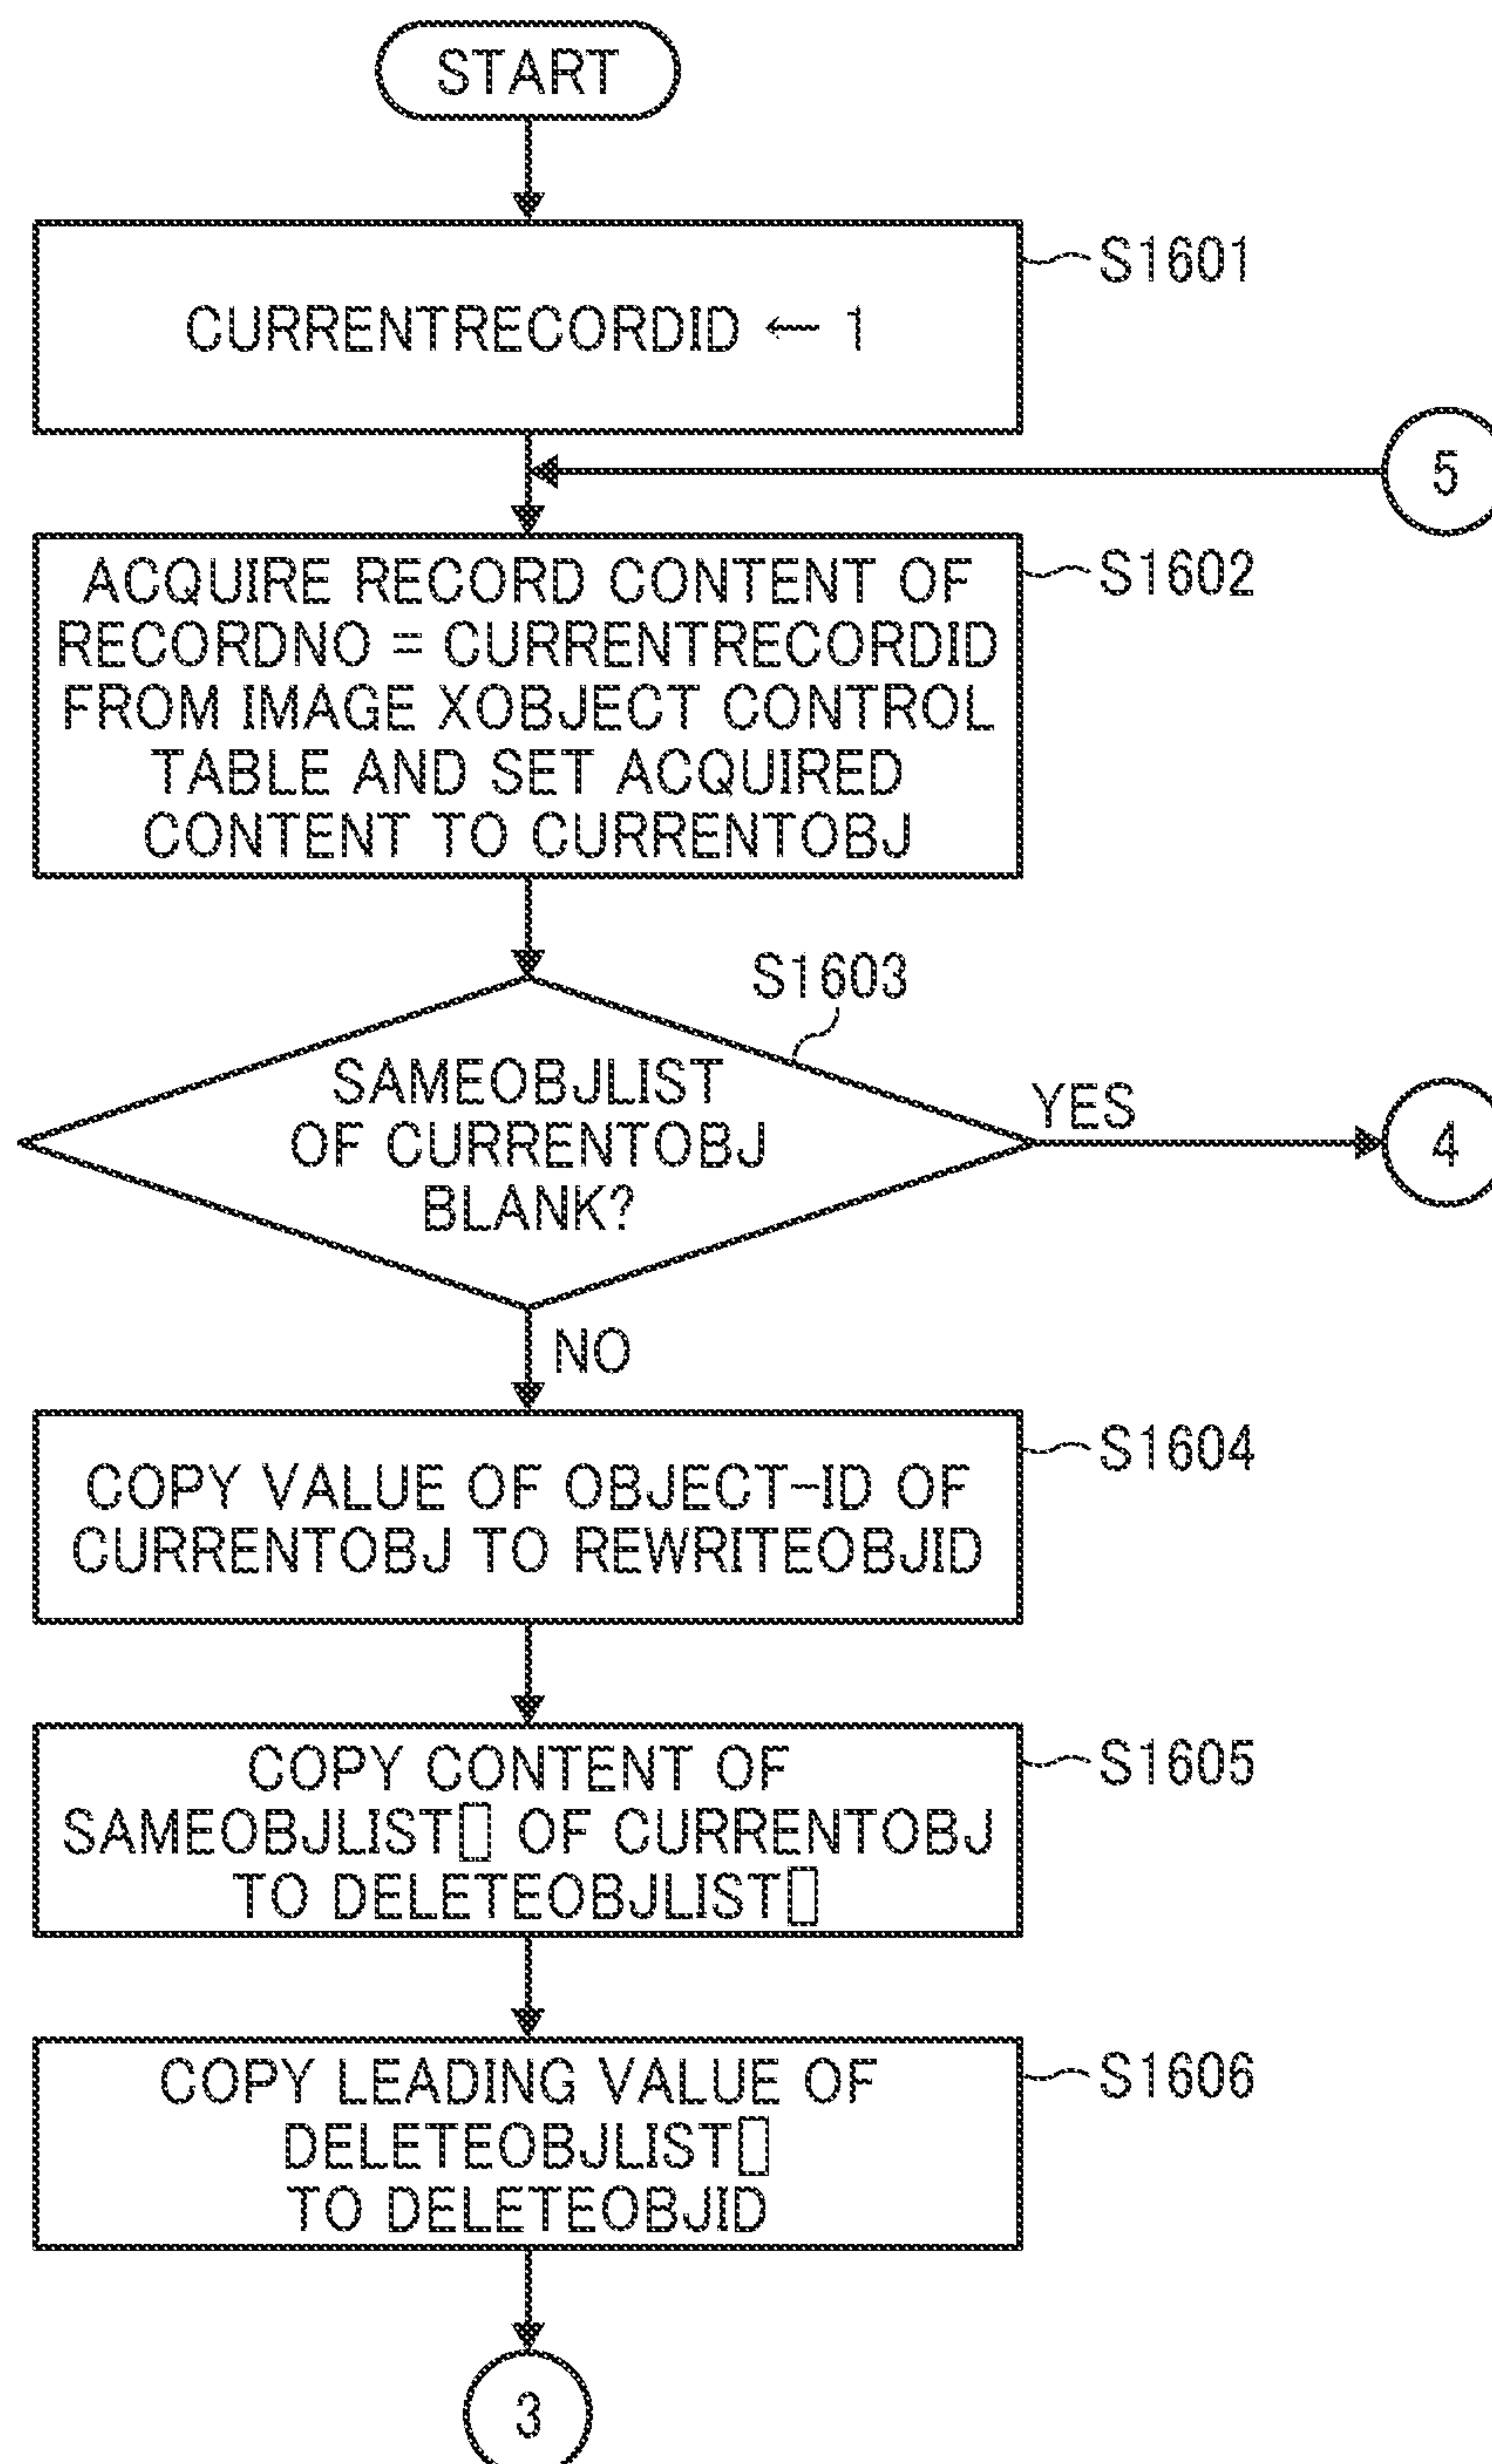 START
CURRENTRECORDID ← 1
S1601
5
ACQUIRE RECORD CONTENT OF
RECORDNO = CURRENTRECORDID
FROM IMAGE XOBJECT CONTROL
TABLE AND SET ACQUIRED
CONTENT TO CURRENTOBJ
S1602
S1603
SAMEOBJLIST
OF CURRENTOBJ
BLANK?
YES
4
NO
COPY VALUE OF OBJECT-ID OF
CURRENTOBJ TO REWRITEOBJID
S1604
COPY CONTENT OF
SAMEOBJLIST[] OF CURRENTOBJ
TO DELETEOBJLIST[]
S1605
COPY LEADING VALUE OF
DELETEOBJLIST[]
TO DELETEOBJID
S1606
3